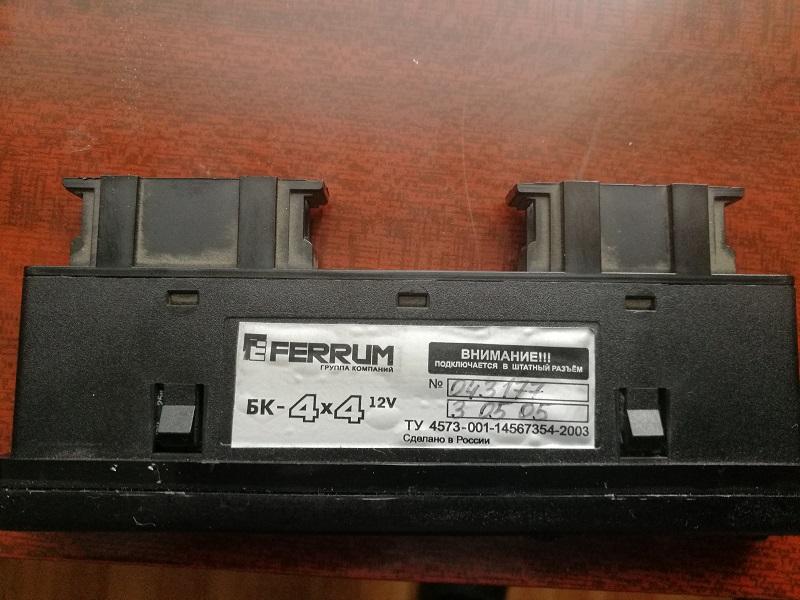 FERRUM
ГРУППА КОМПАНИЙ
БК-4x4 12V
ВНИМАНИЕ!!!
ПОДКЛЮЧАЕТСЯ В ШТАТНЫЙ РАЗЪЁМ
№ 043177
3 05 05
ТУ 4573-001-14567354-2003
Сделано в России